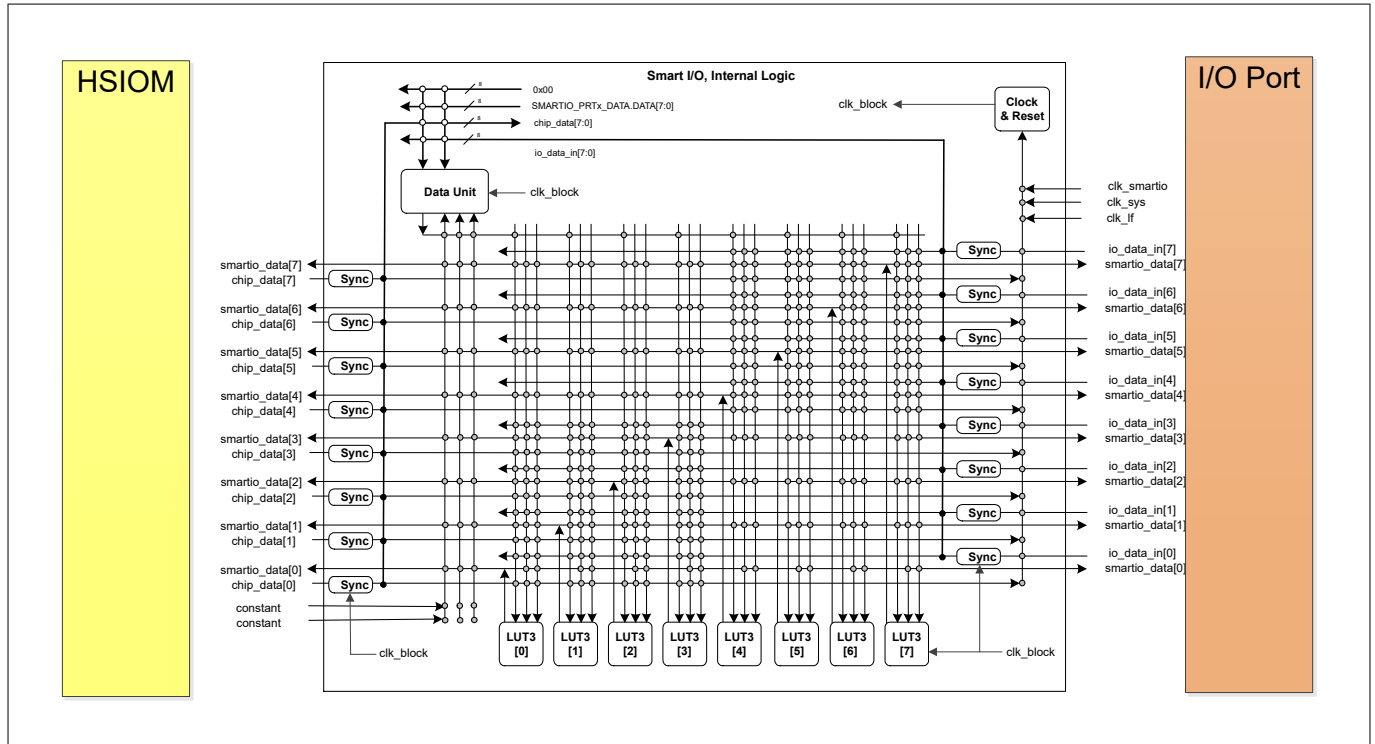 HSIOM
I/O Port
Smart I/O, Internal Logic
8
0x00
8
SMARTIO_PRTx_DATA.DATA[7:0]
8
chip_data[7:0]
8
io_data_in[7:0]
clk_block
Clock
& Reset
Data Unit
clk_block
clk_smartio
clk_sys
clk_lf
smartio_data[7]
chip_data[7]
Sync
Sync
io_data_in[7]
smartio_data[7]
smartio_data[6]
chip_data[6]
Sync
Sync
io_data_in[6]
smartio_data[6]
smartio_data[5]
chip_data[5]
Sync
Sync
io_data_in[5]
smartio_data[5]
smartio_data[4]
chip_data[4]
Sync
Sync
io_data_in[4]
smartio_data[4]
smartio_data[3]
chip_data[3]
Sync
Sync
io_data_in[3]
smartio_data[3]
smartio_data[2]
chip_data[2]
Sync
Sync
io_data_in[2]
smartio_data[2]
smartio_data[1]
chip_data[1]
Sync
Sync
io_data_in[1]
smartio_data[1]
smartio_data[0]
chip_data[0]
Sync
Sync
io_data_in[0]
smartio_data[0]
constant
constant
clk_block
LUT3
[0]
LUT3
[1]
LUT3
[2]
LUT3
[3]
LUT3
[4]
LUT3
[5]
LUT3
[6]
LUT3
[7]
clk_block